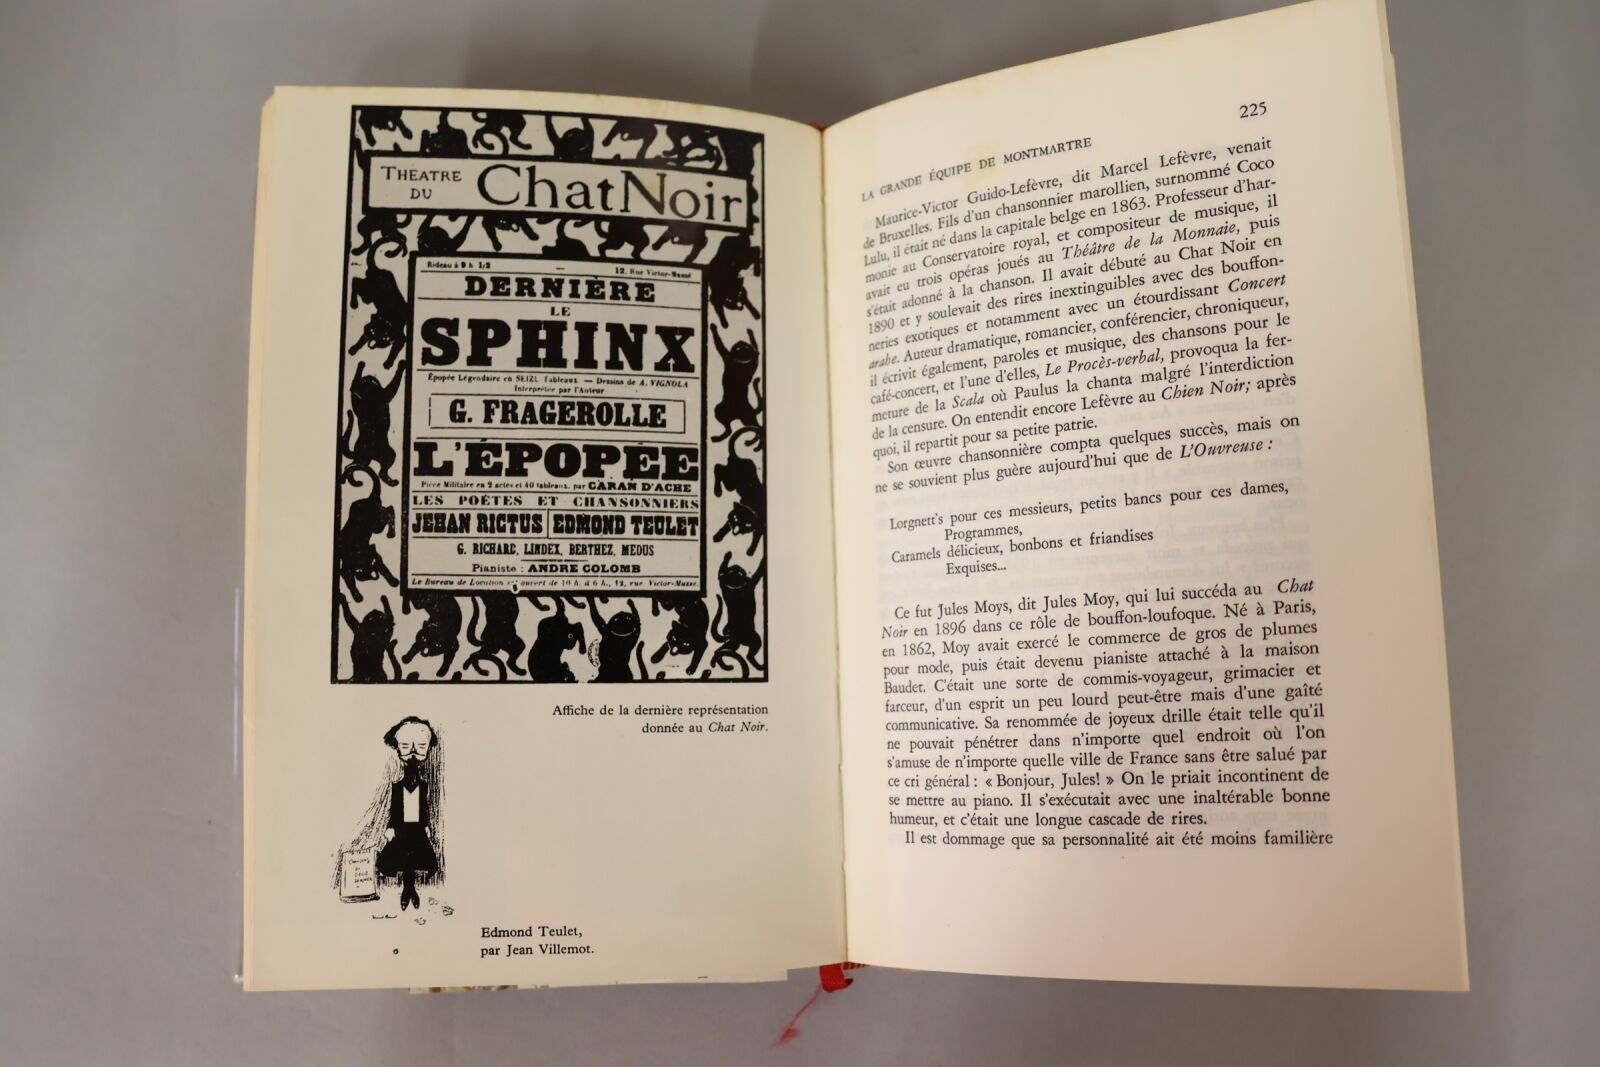 THEATRE DU Chat Noir
Rideau à 9 h 1/2 — 12, Rue Victor-Massé
DERNIÈRE
LE
SPHINX
Épopée Légendaire en SEIZE Tableaux. — Dessins de A. VIGNOLA
Interprétée par l'Auteur
G. FRAGEROLLE
L'ÉPOPÉE
Pièce Militaire en 2 actes et 40 tableaux, par CARAN D'ACHE
LES POÈTES ET CHANSONNIERS
JEHAN RICTUS EDMOND TEULET
G. RICHARD, LINDEX, BERTHEZ, MEDUS
Pianiste : ANDRE COLOMB
Le Bureau de Location est ouvert de 10 h. à 6 h., 12, rue Victor-Massé.
Affiche de la dernière représentation
donnée au Chat Noir.
Edmond Teulet,
par Jean Villemot.
225
LA GRANDE ÉQUIPE DE MONTMARTRE
Maurice-Victor Guido-Lefèvre, dit Marcel Lefèvre, venait
de Bruxelles. Fils d'un chansonnier marollien, surnommé Coco
Lulu, il était né dans la capitale belge en 1863. Professeur d'har-
monie au Conservatoire royal, et compositeur de musique, il
avait eu trois opéras joués au Théâtre de la Monnaie, puis
s'était adonné à la chanson. Il avait débuté au Chat Noir en
1890 et y soulevait des rires inextinguibles avec des bouffon-
neries exotiques et notamment avec un étourdissant Concert
arabe. Auteur dramatique, romancier, conférencier, chroniqueur,
il écrivit également, paroles et musique, des chansons pour le
café-concert, et l'une d'elles, Le Procès-verbal, provoqua la fer-
meture de la Scala où Paulus la chanta malgré l'interdiction
de la censure. On entendit encore Lefèvre au Chien Noir; après
quoi, il repartit pour sa petite patrie.
Son œuvre chansonnière compta quelques succès, mais on
ne se souvient plus guère aujourd'hui que de L'Ouvreuse :
Lorgnett's pour ces messieurs, petits bancs pour ces dames,
Programmes,
Caramels délicieux, bonbons et friandises
Exquises...
Ce fut Jules Moys, dit Jules Moy, qui lui succéda au Chat
Noir en 1896 dans ce rôle de bouffon-loufoque. Né à Paris,
en 1862, Moy avait exercé le commerce de gros de plumes
pour mode, puis était devenu pianiste attaché à la maison
Baudet. C'était une sorte de commis-voyageur, grimacier et
farceur, d'un esprit un peu lourd peut-être mais d'une gaîté
communicative. Sa renommée de joyeux drille était telle qu'il
ne pouvait pénétrer dans n'importe quel endroit où l'on
s'amuse de n'importe quelle ville de France sans être salué par
ce cri général : « Bonjour, Jules! » On le priait incontinent de
se mettre au piano. Il s'exécutait avec une inaltérable bonne
humeur, et c'était une longue cascade de rires.
Il est dommage que sa personnalité ait été moins familière